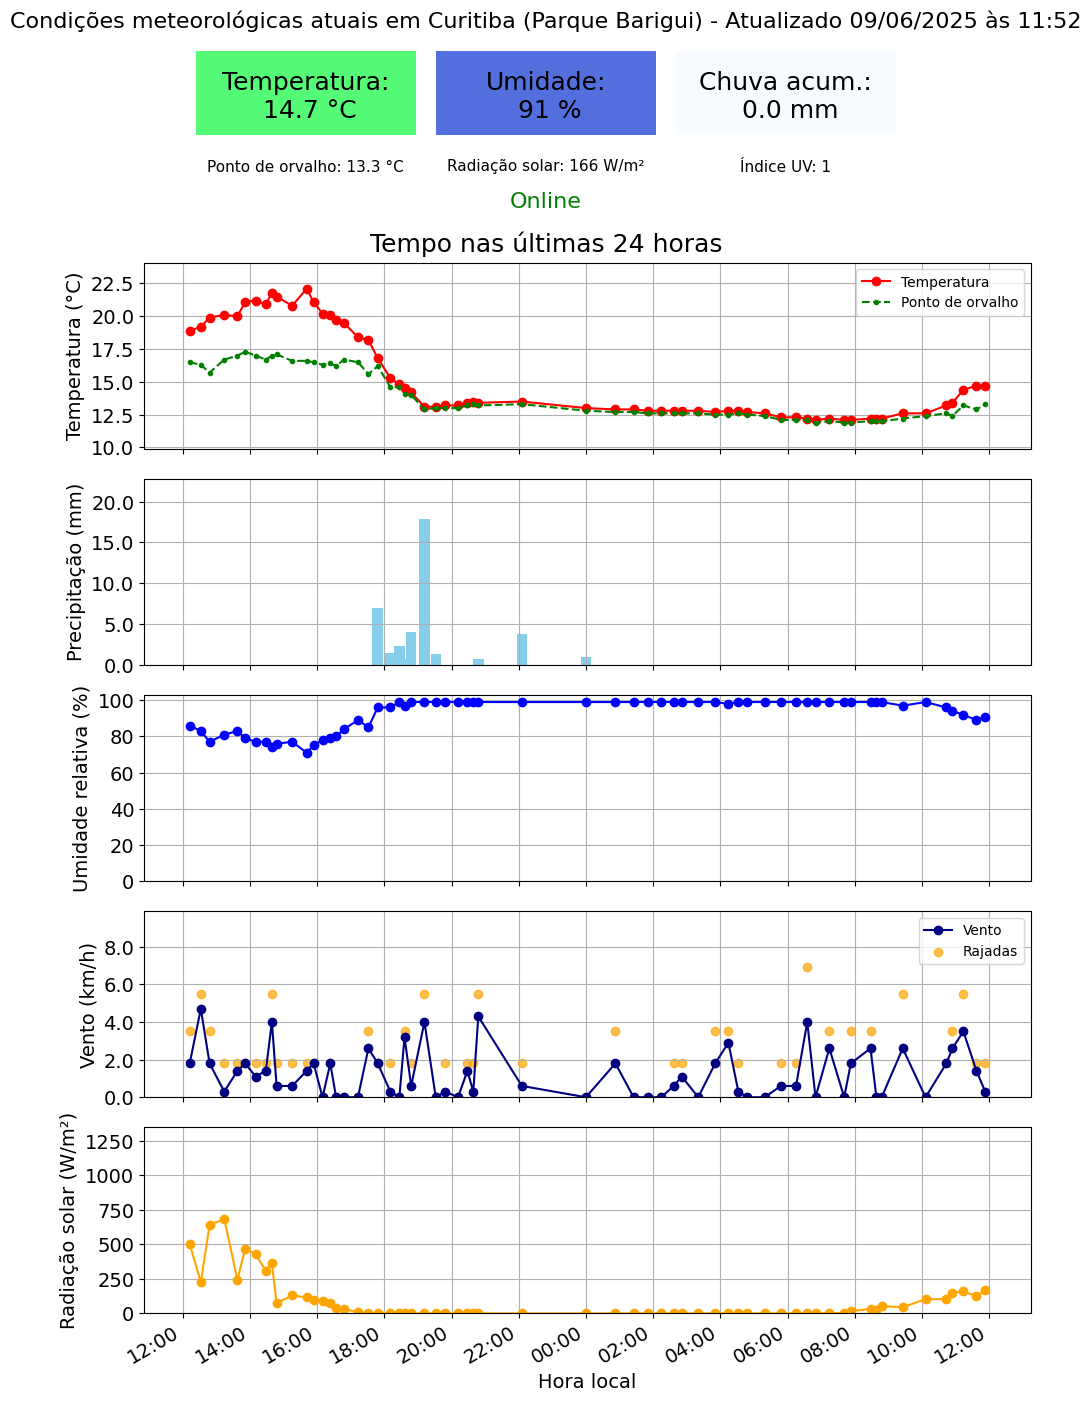 Condições meteorológicas atuais em Curitiba (Parque Barigui) - Atualizado 09/06/2025 às 11:52
Temperatura:
14.7 °C
Umidade:
91 %
Chuva acum.:
0.0 mm
Ponto de orvalho: 13.3 °C
Radiação solar: 166 W/m²
Índice UV: 1
Online
Tempo nas últimas 24 horas
Temperatura (°C)
22.5
20.0
17.5
15.0
12.5
10.0
Temperatura
Ponto de orvalho
Precipitação (mm)
20.0
15.0
10.0
5.0
0.0
Umidade relativa (%)
100
80
60
40
20
0
Vento (km/h)
8.0
6.0
4.0
2.0
0.0
Vento
Rajadas
Radiação solar (W/m²)
1250
1000
750
500
250
0
12:00
14:00
16:00
18:00
20:00
22:00
00:00
02:00
04:00
06:00
08:00
10:00
12:00
Hora local